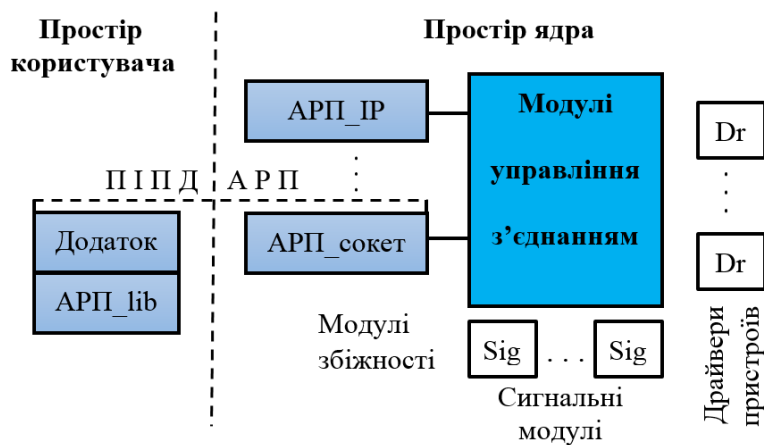 Простір
користувача
Простір ядра
АРП_IP
Модулі
управління
з’єднанням
Dr
. . .
Dr
. . .
П І П Д
А Р П
Додаток
АРП_lib
АРП_сокет
Модулі
збіжності
Sig . . . Sig
Сигнальні
модулі
Драйвери
пристроїв